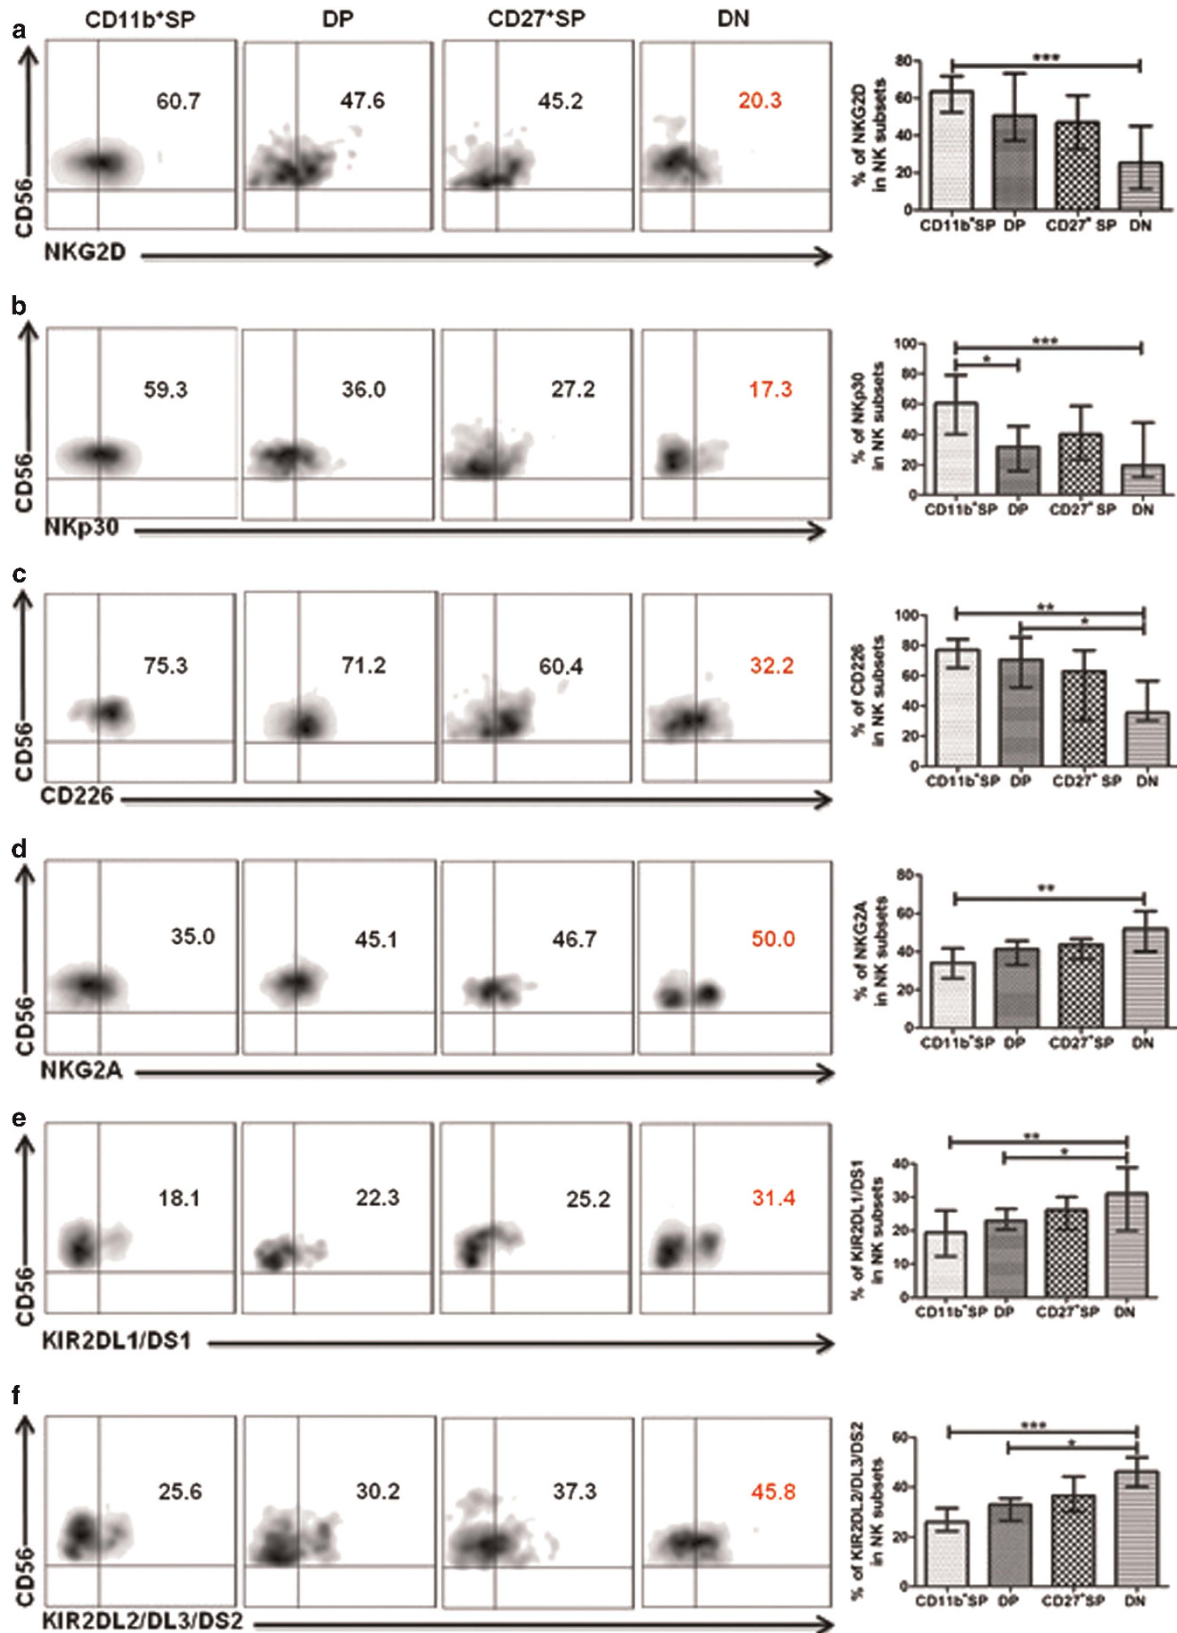 a
CD11b⁺SP DP CD27⁺SP DN
CD56
60.7 47.6 45.2 20.3
NKG2D
% of NKG2D
in NK subsets
80
60
40
20
0
***
CD11b⁺SP DP CD27⁺ SP DN
b
CD56
59.3 36.0 27.2 17.3
NKp30
% of NKp30
in NK subsets
100
80
60
40
20
0
***
*
CD11b⁺SP DP CD27⁺ SP DN
c
CD56
75.3 71.2 60.4 32.2
CD226
% of CD226
in NK subsets
100
80
60
40
20
0
**
*
CD11b⁺SP DP CD27⁺ SP DN
d
CD56
35.0 45.1 46.7 50.0
NKG2A
% of NKG2A
in NK subsets
80
60
40
20
0
**
CD11b⁺SP DP CD27⁺SP DN
e
CD56
18.1 22.3 25.2 31.4
KIR2DL1/DS1
% of KIR2DL1/DS1
in NK subsets
40
30
20
10
0
**
*
CD11b⁺SP DP CD27⁺SP DN
f
CD56
25.6 30.2 37.3 45.8
KIR2DL2/DL3/DS2
% of KIR2DL2/DL3/DS2
in NK subsets
60
40
20
0
***
*
CD11b⁺SP DP CD27⁺SP DN